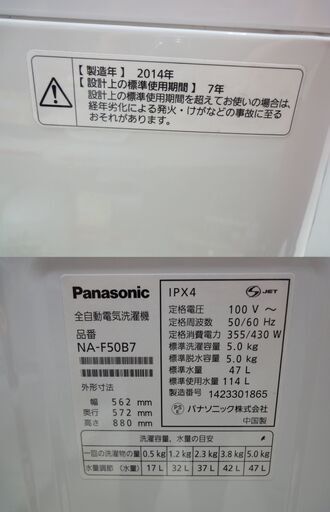 【製造年】 2014年
【設計上の標準使用期間】 7年
設計上の標準使用期間を超えてお使いの場合は、
経年劣化による発火・けがなどの事故に至る
おそれがあります。
Panasonic
全自動電気洗濯機
品番
NA-F50B7
外形寸法
幅 562 mm
奥行 572 mm
高さ 880 mm
IPX4 JET
定格電圧 100 V ～
定格周波数 50/60 Hz
定格消費電力 355/430 W
標準洗濯容量 5.0 kg
標準脱水容量 5.0 kg
標準水量 47 L
標準使用水量 114 L
製造番号 1423301865
PSE パナソニック株式会社
中国製
洗濯容量、水量の目安
一回の洗濯物の量 0.5 kg 1.2 kg 2.3 kg 3.8 kg 5.0 kg
水量調節 (水量) 17 L 32 L 37 L 42 L 47 L